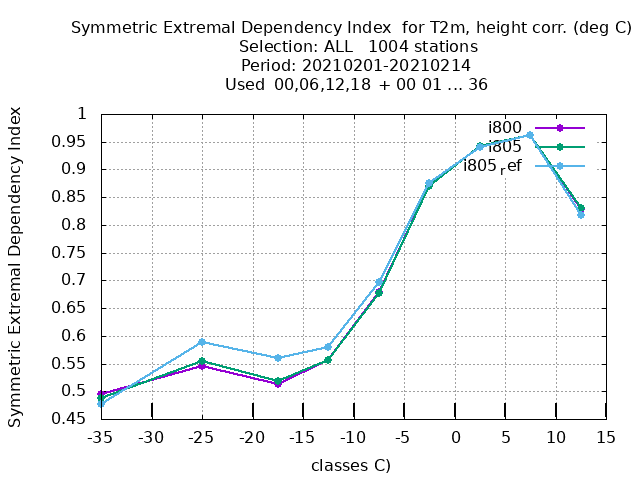 Symmetric Extremal Dependency Index  for T2m, height corr. (deg C)
Selection: ALL   1004 stations
Period: 20210201-20210214
Used  00,06,12,18  + 00 01 ... 36
Symmetric Extremal Dependency Index
1
0.95
0.9
0.85
0.8
0.75
0.7
0.65
0.6
0.55
0.5
0.45
i800
i805
i805ref
-35 -30 -25 -20 -15 -10 -5 0 5 10 15
classes C)